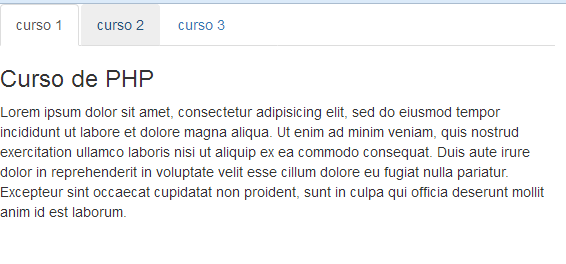 curso 1 curso 2 curso 3
Curso de PHP
Lorem ipsum dolor sit amet, consectetur adipisicing elit, sed do eiusmod tempor
incididunt ut labore et dolore magna aliqua. Ut enim ad minim veniam, quis nostrud
exercitation ullamco laboris nisi ut aliquip ex ea commodo consequat. Duis aute irure
dolor in reprehenderit in voluptate velit esse cillum dolore eu fugiat nulla pariatur.
Excepteur sint occaecat cupidatat non proident, sunt in culpa qui officia deserunt mollit
anim id est laborum.